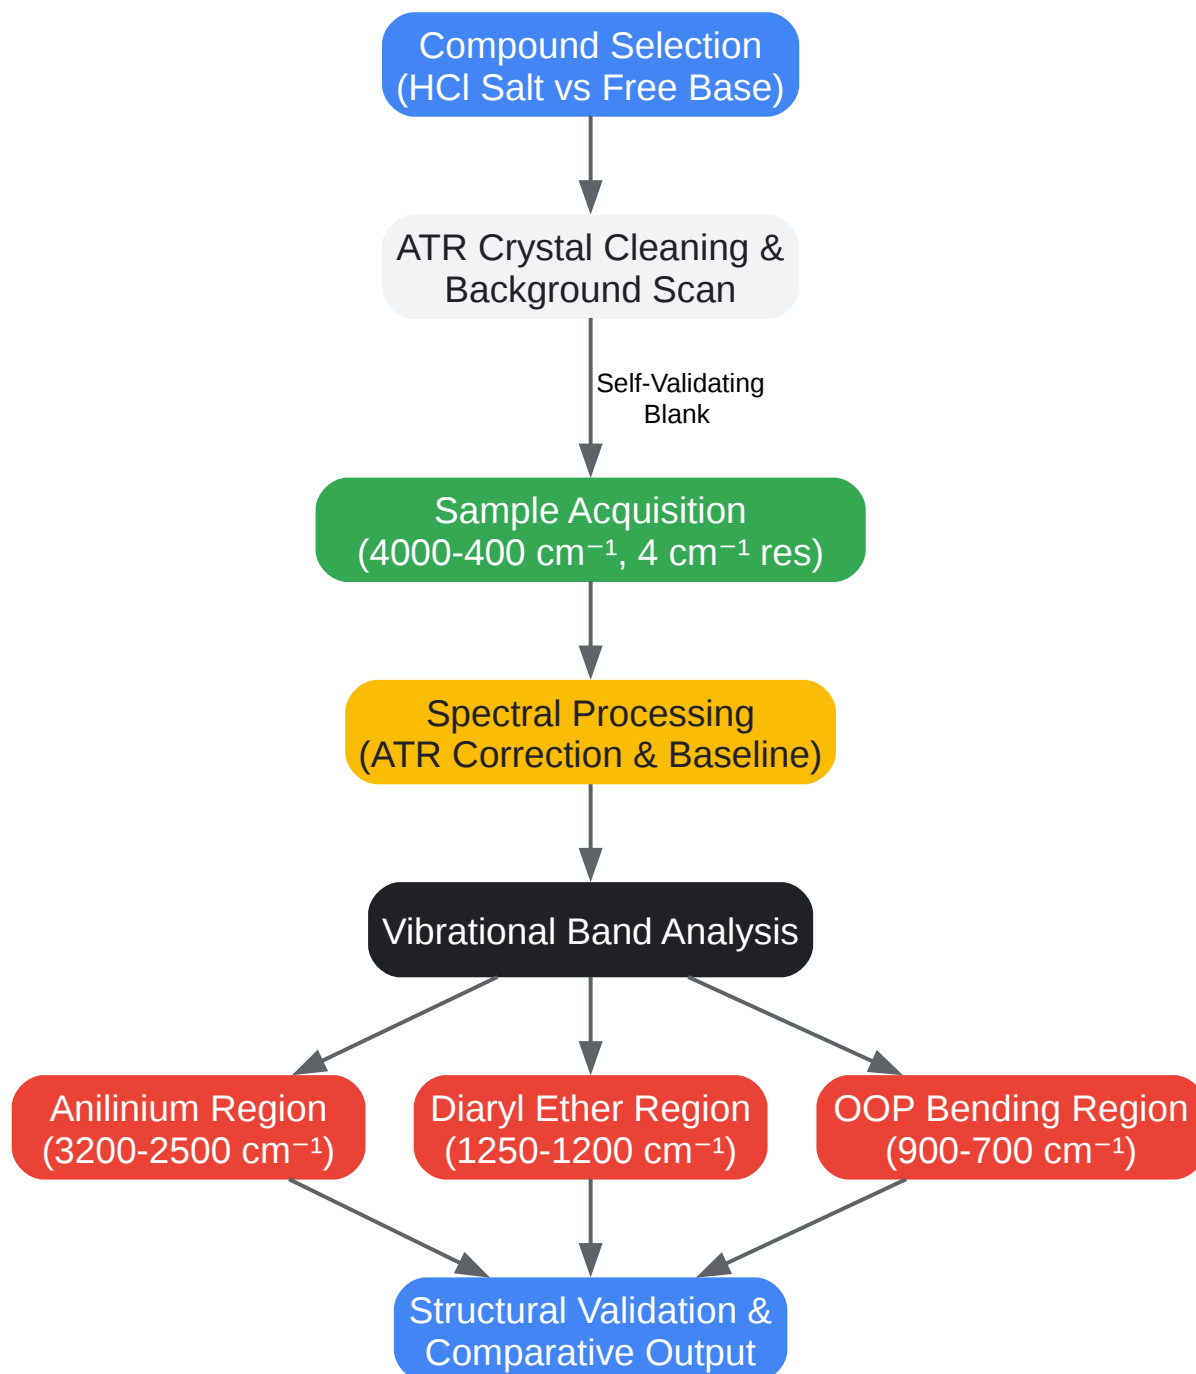 Compound Selection
(HCl Salt vs Free Base)
ATR Crystal Cleaning &
Background Scan
Self-Validating
Blank
Sample Acquisition
(4000-400 cm⁻¹, 4 cm⁻¹ res)
Spectral Processing
(ATR Correction & Baseline)
Vibrational Band Analysis
Anilinium Region
(3200-2500 cm⁻¹)
Diaryl Ether Region
(1250-1200 cm⁻¹)
OOP Bending Region
(900-700 cm⁻¹)
Structural Validation &
Comparative Output